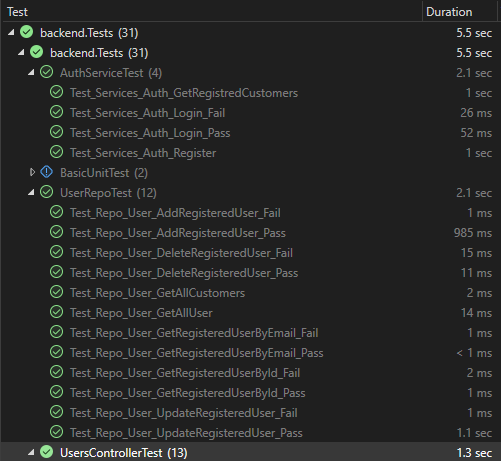 Test Duration
backend.Tests (31) 5.5 sec
backend.Tests (31) 5.5 sec
AuthServiceTest (4) 2.1 sec
Test_Services_Auth_GetRegistredCustomers 1 sec
Test_Services_Auth_Login_Fail 26 ms
Test_Services_Auth_Login_Pass 52 ms
Test_Services_Auth_Register 1 sec
BasicUnitTest (2)
UserRepoTest (12) 2.1 sec
Test_Repo_User_AddRegisteredUser_Fail 1 ms
Test_Repo_User_AddRegisteredUser_Pass 985 ms
Test_Repo_User_DeleteRegisteredUser_Fail 15 ms
Test_Repo_User_DeleteRegisteredUser_Pass 11 ms
Test_Repo_User_GetAllCustomers 2 ms
Test_Repo_User_GetAllUser 14 ms
Test_Repo_User_GetRegisteredUserByEmail_Fail 1 ms
Test_Repo_User_GetRegisteredUserByEmail_Pass < 1 ms
Test_Repo_User_GetRegisteredUserById_Fail 2 ms
Test_Repo_User_GetRegisteredUserById_Pass 1 ms
Test_Repo_User_UpdateRegisteredUser_Fail 1 ms
Test_Repo_User_UpdateRegisteredUser_Pass 1.1 sec
UsersControllerTest (13) 1.3 sec